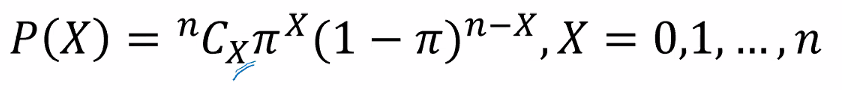 P(X) = ⁿC_X π^X (1 − π)^{n−X}, X = 0,1, … , n